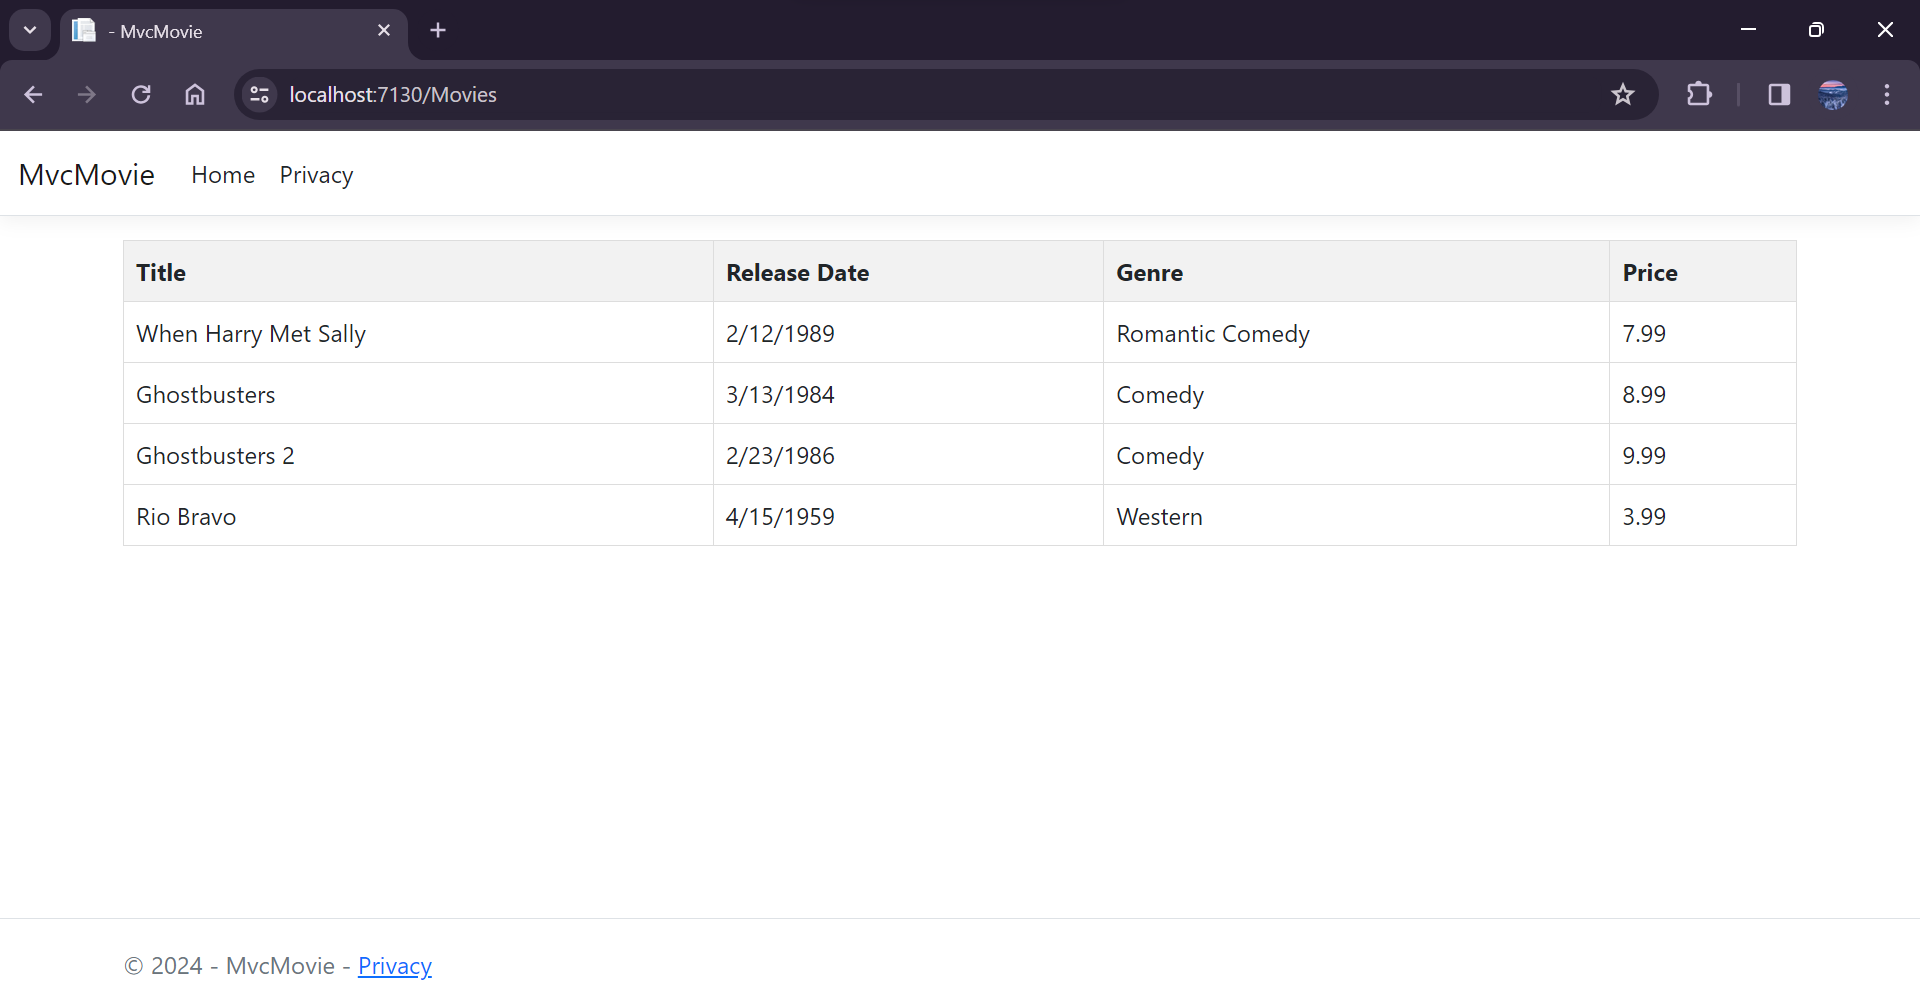 - MvcMovie
localhost:7130/Movies
MvcMovie Home Privacy
Title Release Date Genre Price
When Harry Met Sally 2/12/1989 Romantic Comedy 7.99
Ghostbusters 3/13/1984 Comedy 8.99
Ghostbusters 2 2/23/1986 Comedy 9.99
Rio Bravo 4/15/1959 Western 3.99
© 2024 - MvcMovie - Privacy